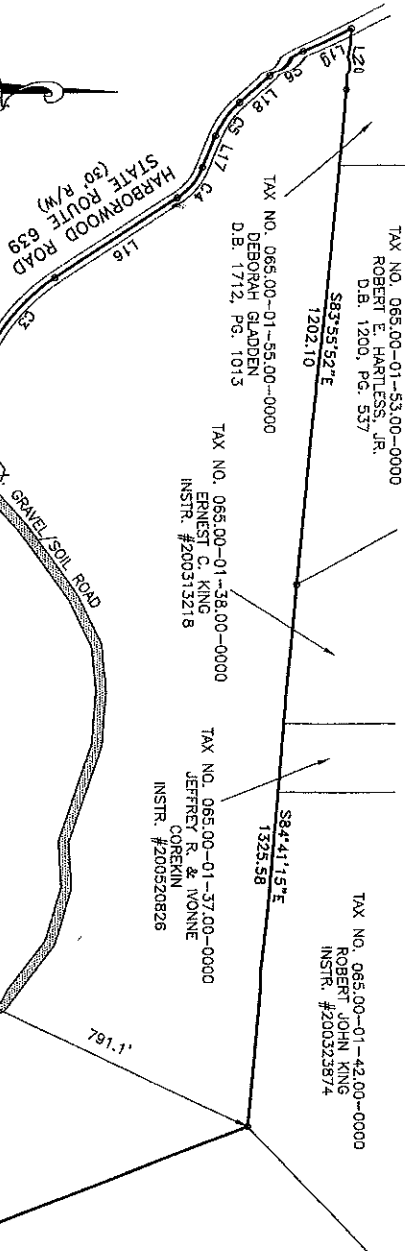 TAX NO. 065.00-01-53.00-0000
ROBERT E. HARTLESS, JR.
D.B. 1200, PG. 537
TAX NO. 065.00-01-42.00-0000
ROBERT JOHN KING
INSTR. #200323874
S83°55'52"E
1202.10
S84°41'15"E
1325.58
TAX NO. 065.00-01-55.00-0000
DEBORAH GLADDEN
D.B. 1712, PG. 1013
TAX NO. 065.00-01-38.00-0000
ERNEST C. KING
INSTR. #200313218
TAX NO. 065.00-01-37.00-0000
JEFFREY R. & IVONNE
COREKIN
INSTR. #200520826
L20
L19
C6
L18
C5
L17
C4
L16
C3
HARBORWOOD ROAD
STATE ROUTE 639
(30' R/W)
GRAVEL/SOIL ROAD
791.1'